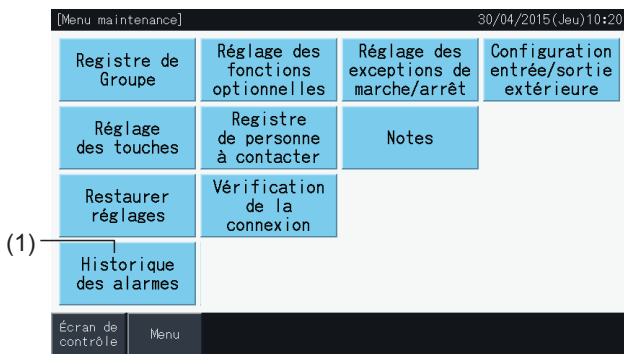 [Menu maintenance] 30/04/2015(Jeu)10:20
Registre de
Groupe
Réglage des
fonctions
optionnelles
Réglage des
exceptions de
marche/arrêt
Configuration
entrée/sortie
extérieure
Réglage
des touches
Registre
de personne
à contacter
Notes
Restaurer
réglages
Vérification
de la
connexion
(1)
Historique
des alarmes
Écran de
contrôle
Menu